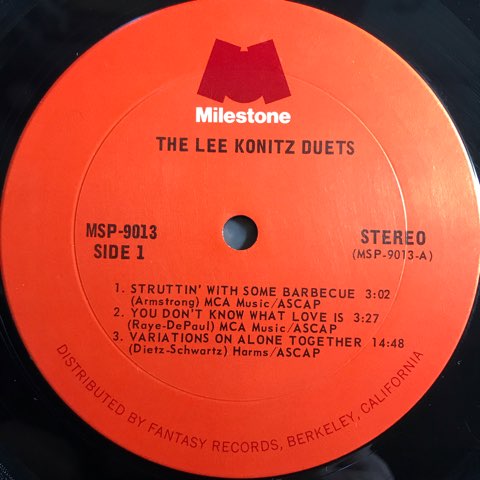 Milestone
THE LEE KONITZ DUETS
MSP-9013
SIDE 1
STEREO
(MSP-9013-A)
1. STRUTTIN' WITH SOME BARBECUE 3:02
(Armstrong) MCA Music/ASCAP
2. YOU DON'T KNOW WHAT LOVE IS 3:27
(Raye-DePaul) MCA Music/ASCAP
3. VARIATIONS ON ALONE TOGETHER 14:48
(Dietz-Schwartz) Harms/ASCAP
DISTRIBUTED BY FANTASY RECORDS, BERKELEY, CALIFORNIA